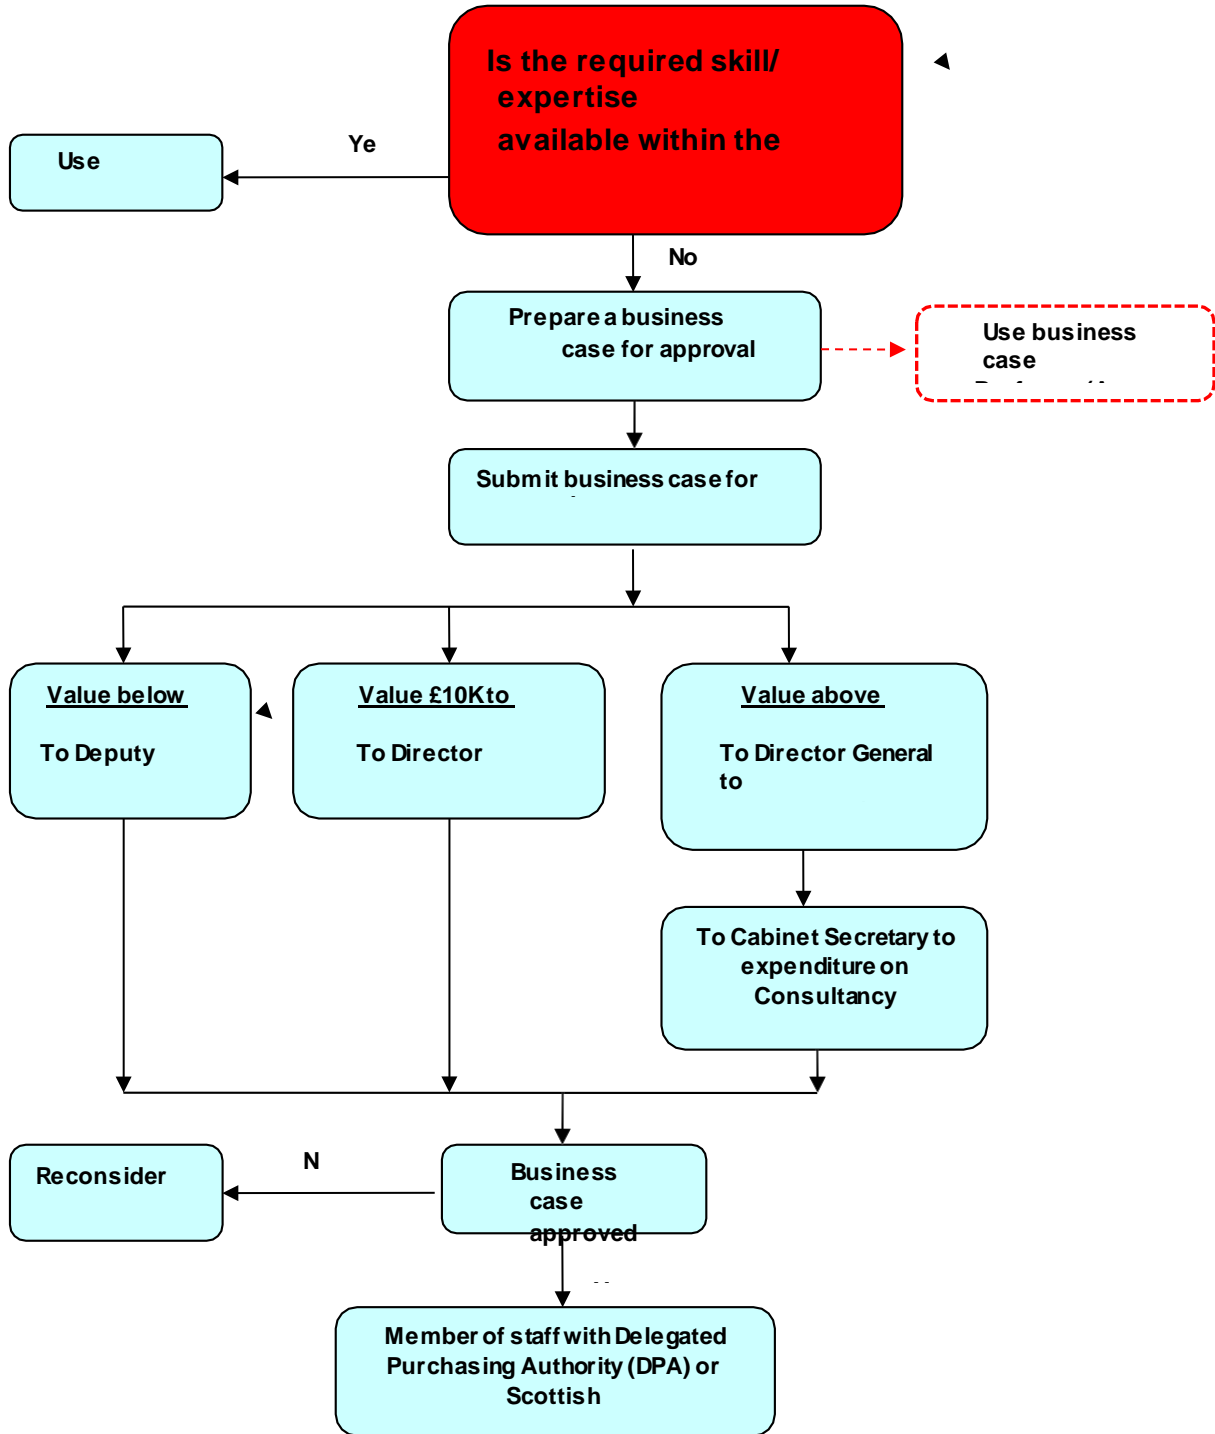 Is the required skill/
expertise
available within the
Ye
Use
No
Prepare a business
case for approval
Use business
case
Submit business case for
Value below
To Deputy
Value £10K to
To Director
Value above
To Director General
to
To Cabinet Secretary to
expenditure on
Consultancy
Reconsider
N
Business
case
approved
Member of staff with Delegated
Purchasing Authority (DPA) or
Scottish